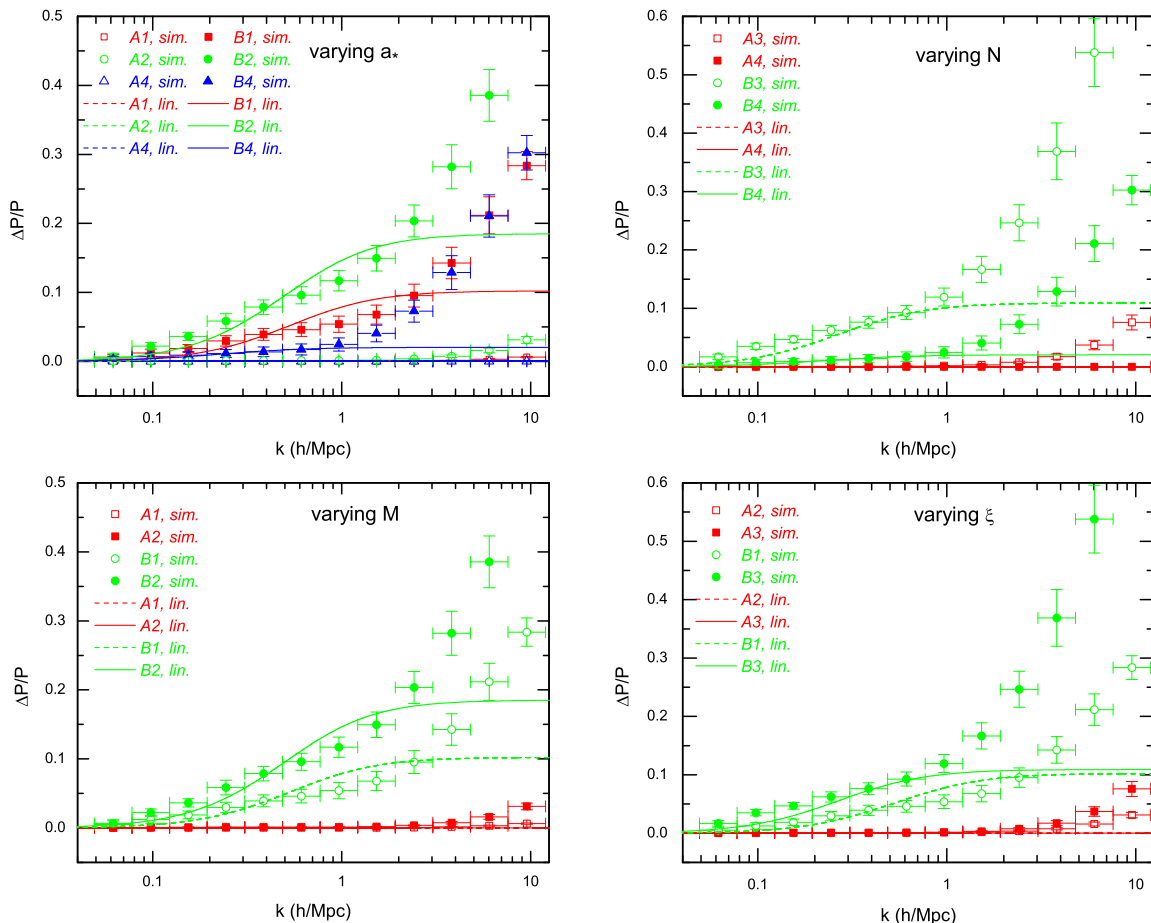 varying a*
A1, sim. B1, sim.
A2, sim. B2, sim.
A4, sim. B4, sim.
A1, lin. B1, lin.
A2, lin. B2, lin.
A4, lin. B4, lin.
0.5
0.4
0.3
0.2
0.1
0.0
ΔP/P
0.1 1 10
k (h/Mpc)
varying N
A3, sim.
A4, sim.
B3, sim.
B4, sim.
A3, lin.
A4, lin.
B3, lin.
B4, lin.
0.6
0.5
0.4
0.3
0.2
0.1
0.0
ΔP/P
0.1 1 10
k (h/Mpc)
varying M
A1, sim.
A2, sim.
B1, sim.
B2, sim.
A1, lin.
A2, lin.
B1, lin.
B2, lin.
0.5
0.4
0.3
0.2
0.1
0.0
ΔP/P
0.1 1 10
k (h/Mpc)
varying ξ
A2, sim.
A3, sim.
B1, sim.
B3, sim.
A2, lin.
A3, lin.
B1, lin.
B3, lin.
0.6
0.5
0.4
0.3
0.2
0.1
0.0
ΔP/P
0.1 1 10
k (h/Mpc)